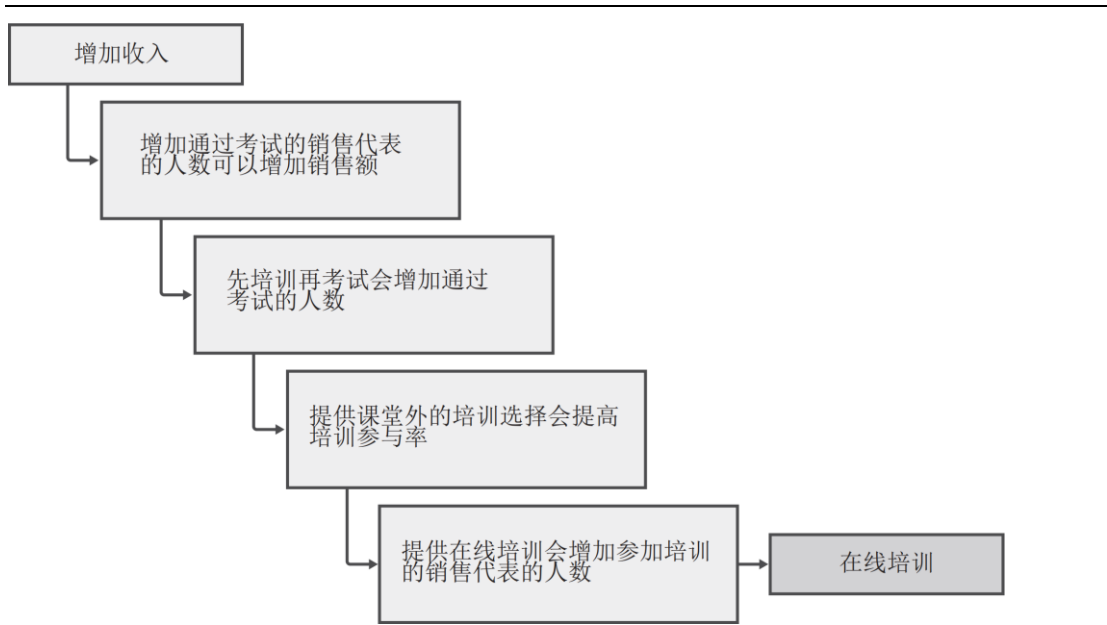 增加收入
增加通过考试的销售代表
的人数可以增加销售额
先培训再考试会增加通过
考试的人数
提供课堂外的培训选择会提高
培训参与率
提供在线培训会增加参加培训
的销售代表的人数
在线培训